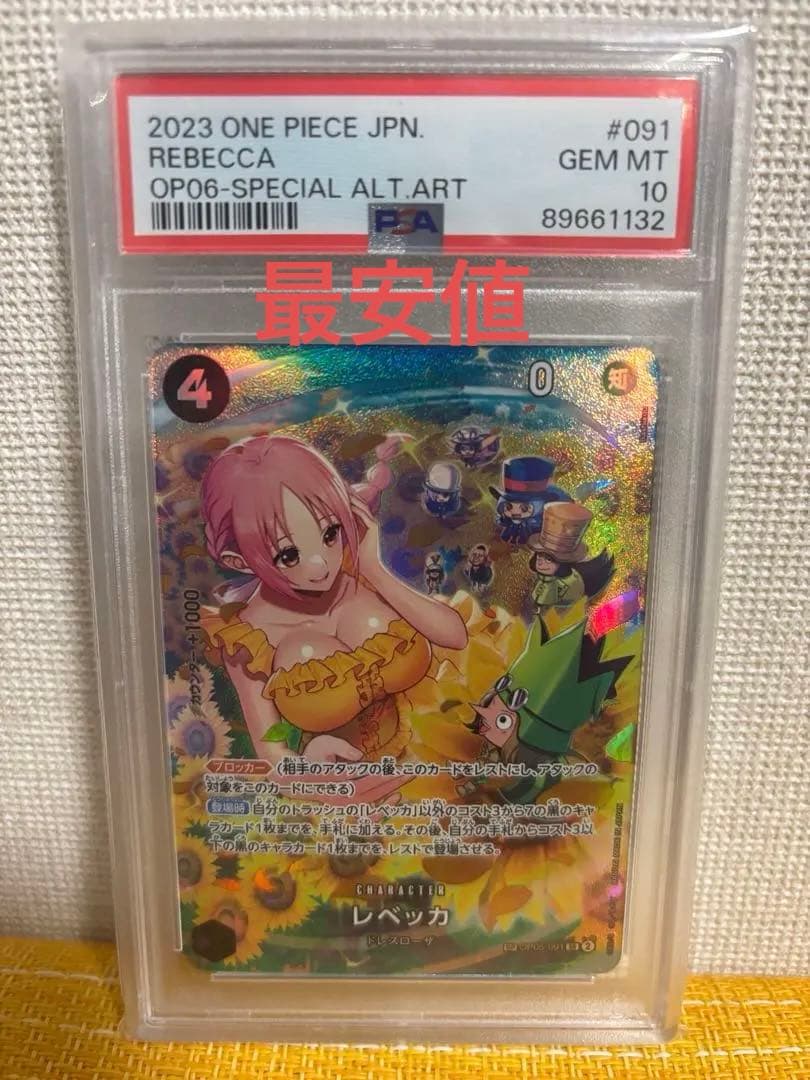 2023 ONE PIECE JPN. #091
REBECCA GEM MT
OP06-SPECIAL ALT.ART 10
PSA 89661132
最安値
4 0 知
カウンター+1000
ブロッカー (相手のアタックの後、このカードをレストにし、アタックの
対象をこのカードにできる)
登場時 自分のトラッシュの「レベッカ」以外のコスト3から7の黒のキャ
ラカード1枚までを、手札に加える。その後、自分の手札からコスト3以
下の黒のキャラカード1枚までを、レストで登場させる。
CHARACTER
レベッカ
ドレスローザ
SP OP05-091 SR 2